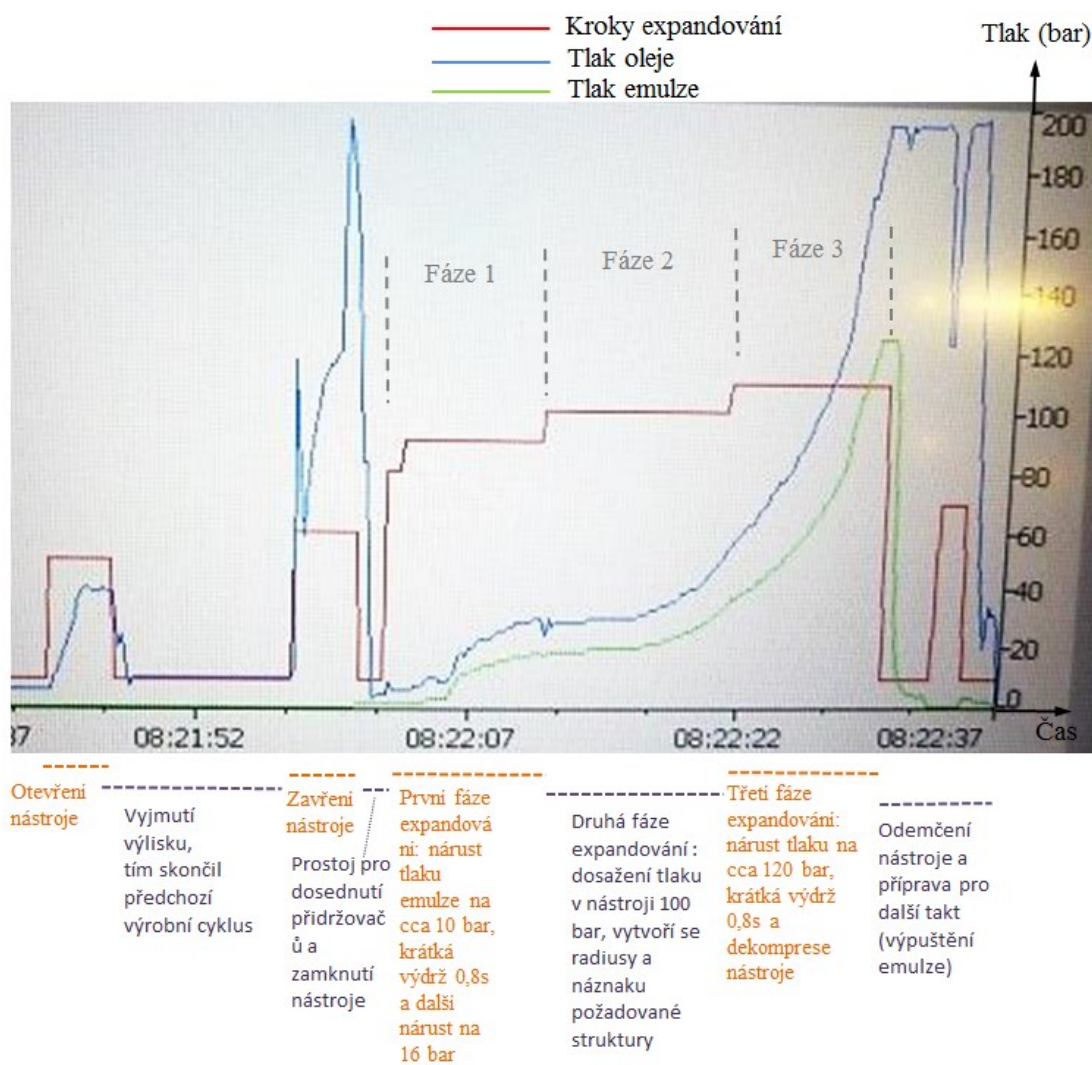 Kroky expandování
Tlak oleje
Tlak emulze
Tlak (bar)
200
180
160
140
120
100
80
60
40
20
0
Fáze 1
Fáze 2
Fáze 3
37
08:21:52
08:22:07
08:22:22
08:22:37
Čas
Otevření
nástroje
Vyjmutí
výlisku,
tím skončil
předchozí
výrobní cyklus
Zavření
nástroje
Prostoj pro
dosednutí
přidržovač
ů a
zamknutí
nástroje
První fáze
expandová
ni: nárust
tlaku
emulze na
cca 10 bar,
krátká
výdrž 0,8s
a další
nárust na
16 bar
Druhá fáze
expandování :
dosažení tlaku
v nástroji 100
bar, vytvoří se
radiusy a
náznaku
požadované
struktury
Třetí fáze
expandováni:
nárust tlaku na
cca 120 bar,
krátká výdrž
0,8s a
dekomprese
nástroje
Odemčení
nástroje a
příprava pro
další takt
(výpuštění
emulze)